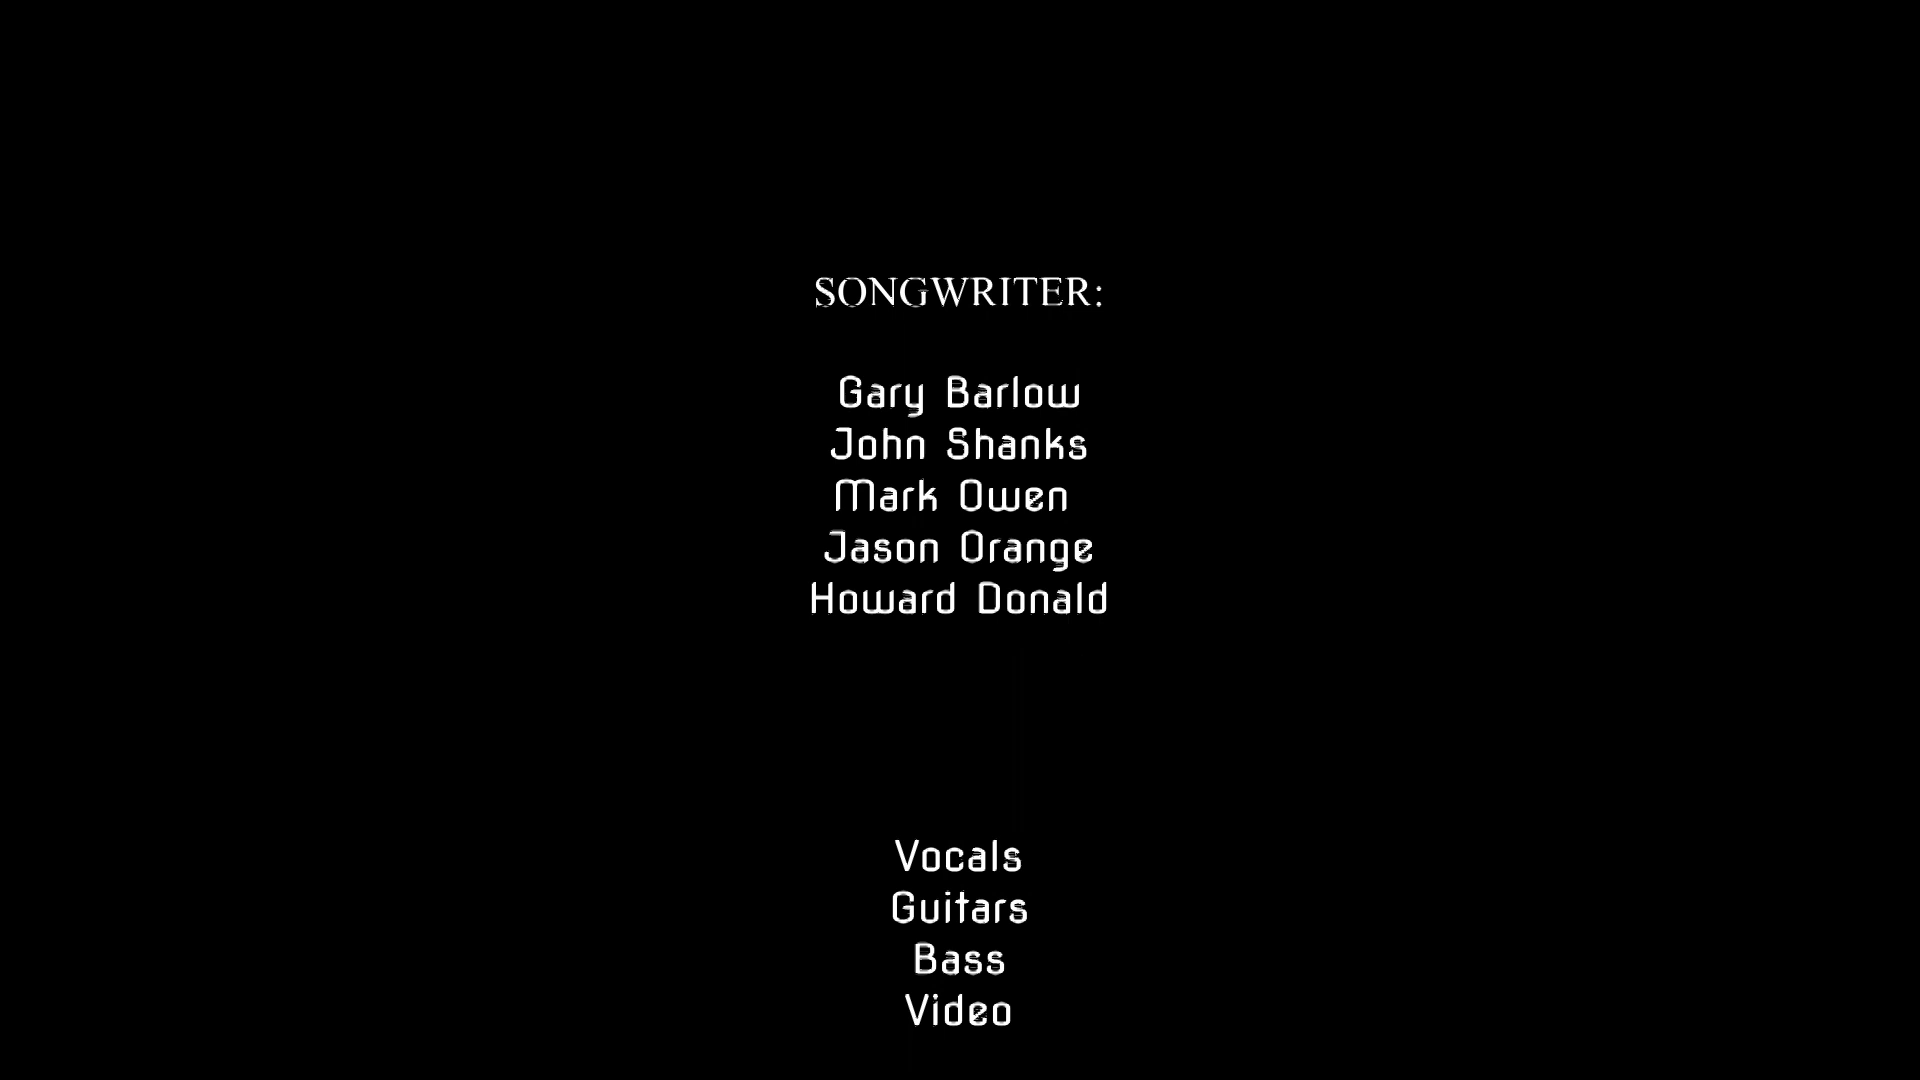 SONGWRITER:
Gary Barlow
John Shanks
Mark Owen
Jason Orange
Howard Donald
Vocals
Guitars
Bass
Video